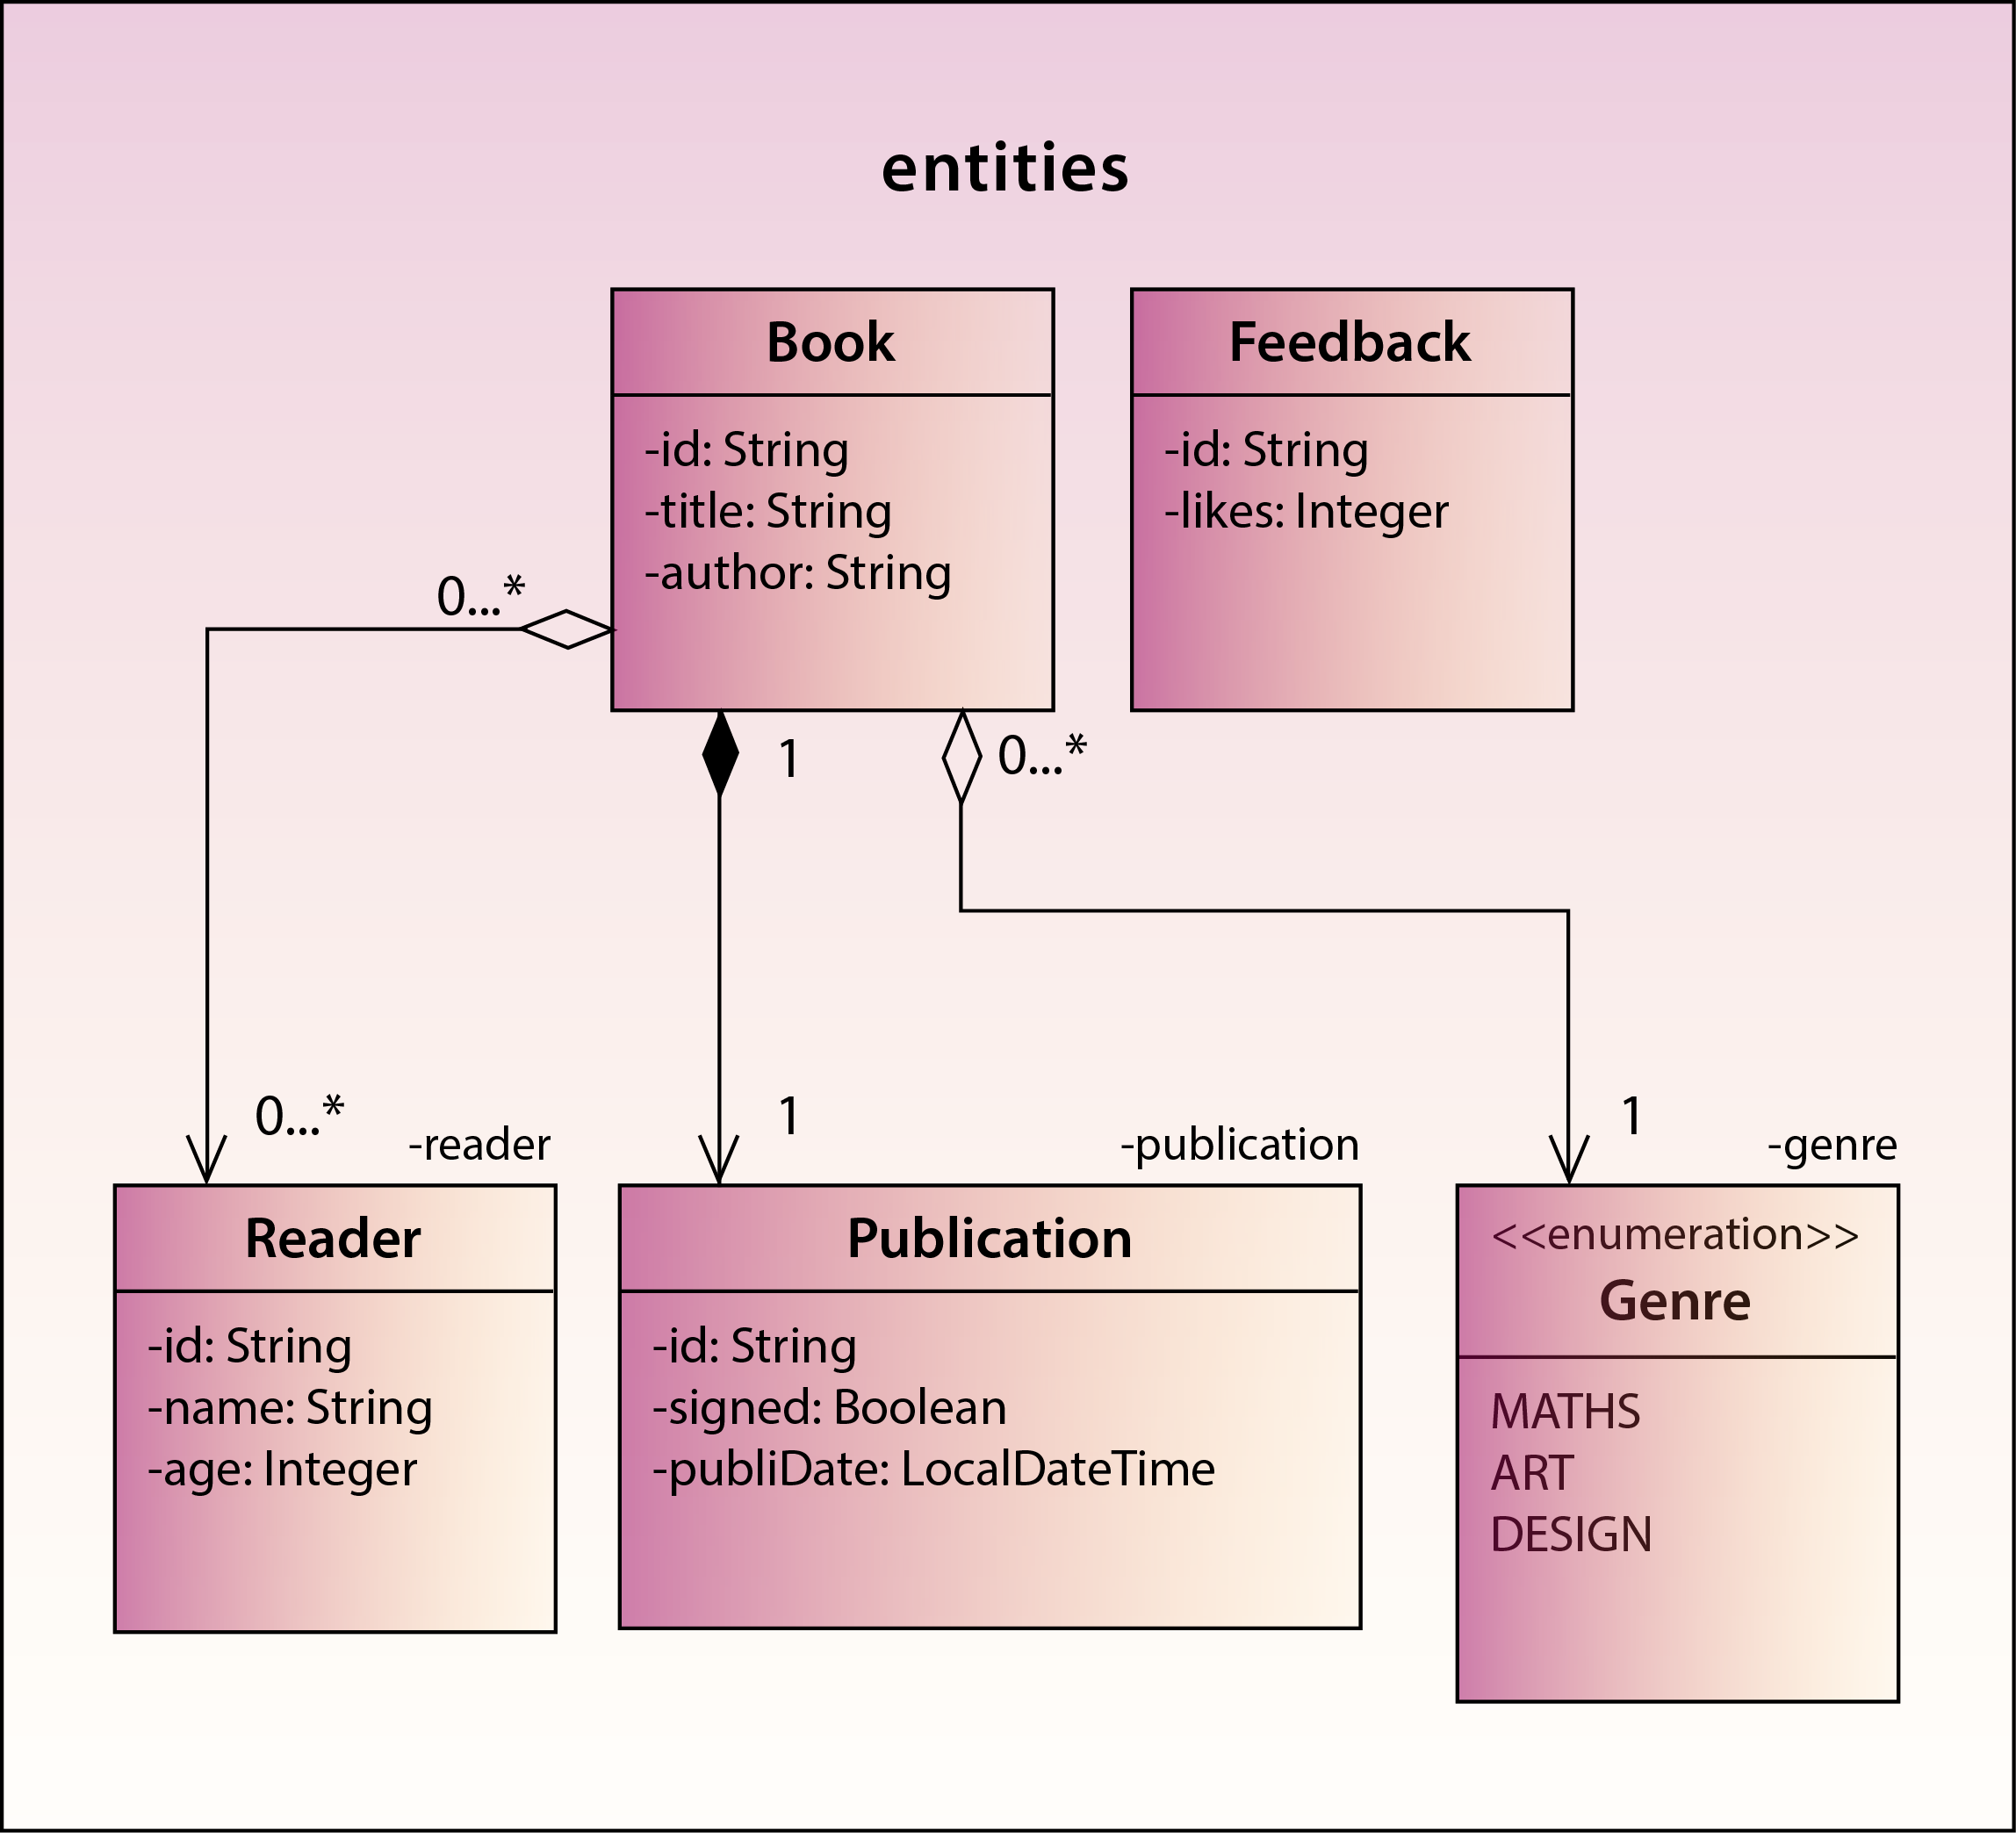 entities
Book
-id: String
-title: String
-author: String
Feedback
-id: String
-likes: Integer
0...*
1
0...*
0...*
-reader
1
-publication
1
-genre
Reader
-id: String
-name: String
-age: Integer
Publication
-id: String
-signed: Boolean
-publiDate: LocalDateTime
<<enumeration>>
Genre
MATHS
ART
DESIGN